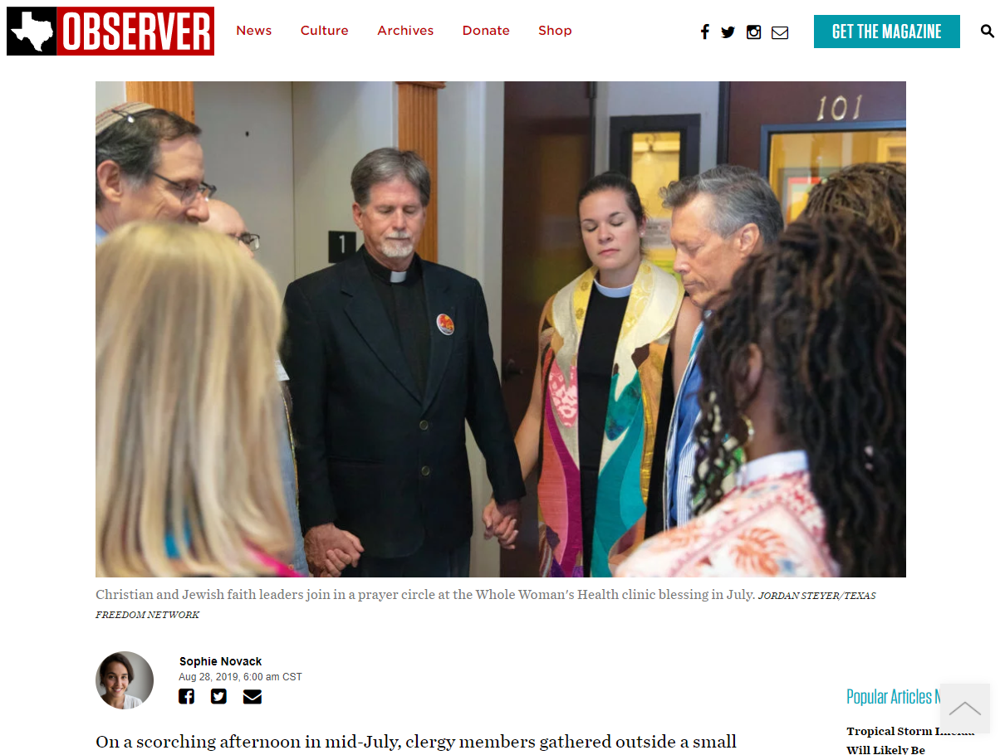 OBSERVER
News Culture Archives Donate Shop
GET THE MAGAZINE
101
1
Christian and Jewish faith leaders join in a prayer circle at the Whole Woman's Health clinic blessing in July. JORDAN STEYER/TEXAS
FREEDOM NETWORK
Sophie Novack
Aug 28, 2019, 6:00 am CST
On a scorching afternoon in mid-July, clergy members gathered outside a small
Popular Articles
Tropical Storm
Will Likely Be